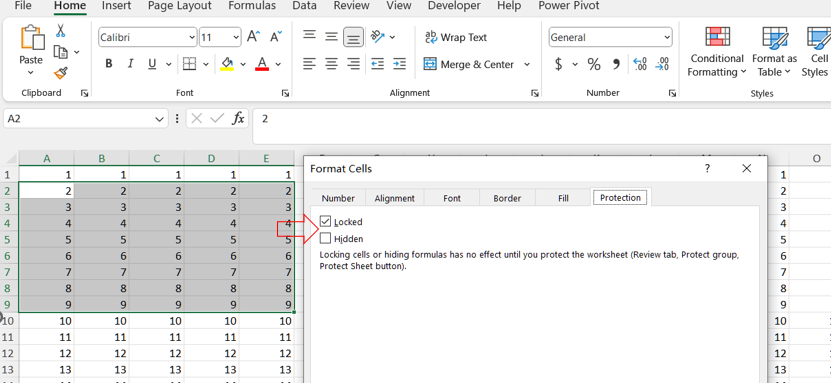 File Home Insert Page Layout Formulas Data Review View Developer Help Power Pivot
Calibri 11 A A Wrap Text General
Paste B I U A Merge & Center $ % Conditional Formatting Format as Table Cell Styles
Clipboard Font Alignment Number Styles
A2 fx 2
A B C D E O
1 1 1 1 1 1 1
2 2 2 2 2 2 2
3 3 3 3 3 3 3
4 4 4 4 4 4 4
5 5 5 5 5 5 5
6 6 6 6 6 6 6
7 7 7 7 7 7 7
8 8 8 8 8 8 8
9 9 9 9 9 9 9
10 10 10 10 10 10 10
11 11 11 11 11 11 11
12 12 12 12 12 12 12
13 13 13 13 13 13 13
Format Cells ?
Number Alignment Font Border Fill Protection
Locked
Hidden
Locking cells or hiding formulas has no effect until you protect the worksheet (Review tab, Protect group,
Protect Sheet button).